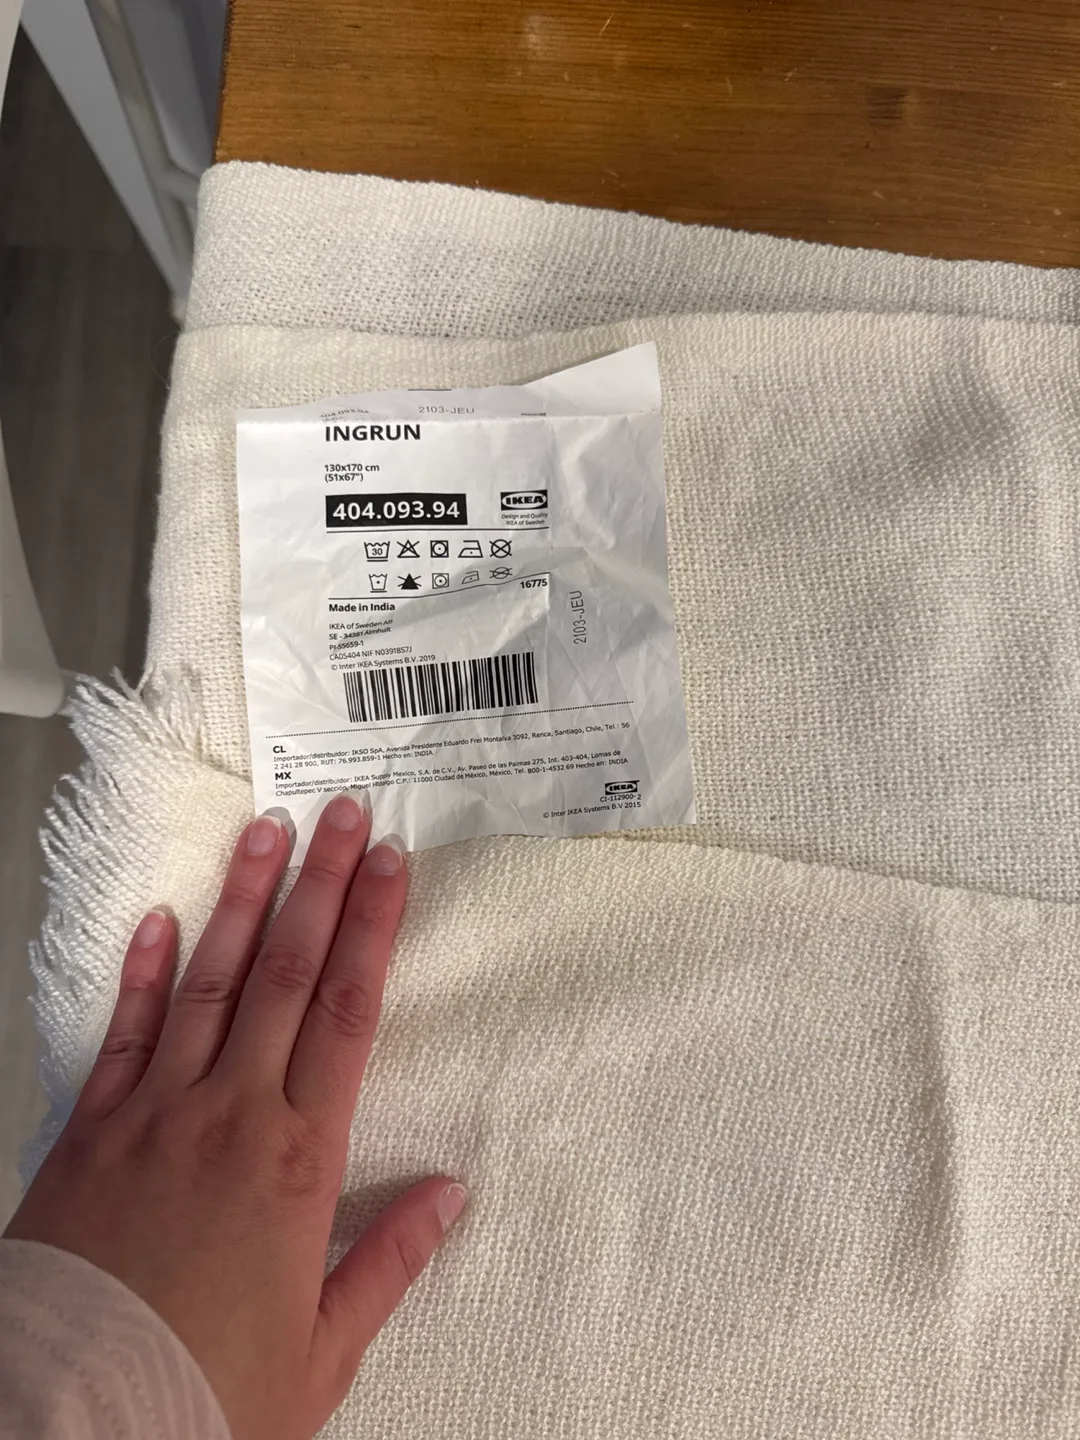 404.093.94
2103-JEU
INGRUN
130x170 cm
(51x67")
404.093.94
IKEA
Design and Quality
IKEA of Sweden
30
16775
Made in India
IKEA of Sweden AB
SE - 34381 Älmhult
2103-JEU
© Inter IKEA Systems B.V. 2019
CL
Importador/distribuidor: IKSO SpA, Avenida Presidente Eduardo Frei Montalva 3092, Renca, Santiago, Chile, Tel.: 56
2 241 28 900, RUT: 76.993.859-1 Hecho en: INDIA
MX
Importador/distribuidor: IKEA Supply Mexico, S.A. de C.V., Av. Paseo de las Palmas 275, Int. 403-404, Lomas de
Chapultepec V sección, Miguel Hidalgo C.P.: 11000 Ciudad de México, México, Tel. 800-1-4532 69 Hecho en: INDIA
IKEA
CI-112900-2
© Inter IKEA Systems B.V 2015